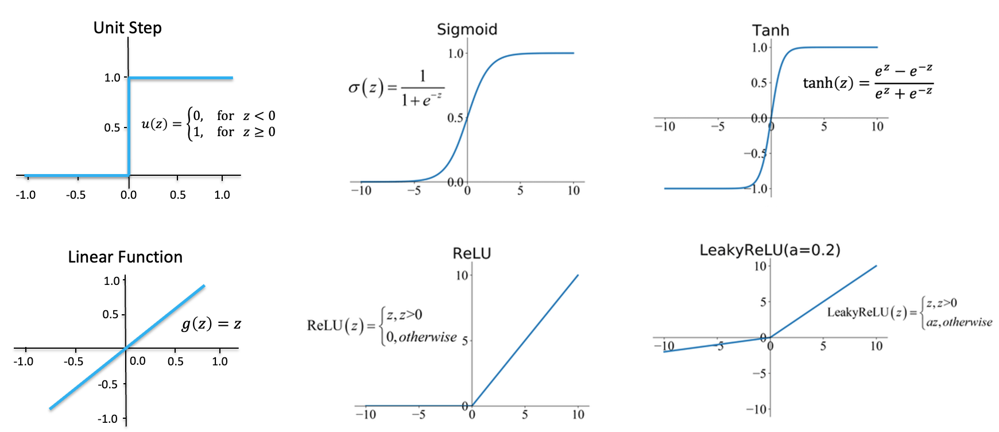 Unit Step
1.0
0.5
u(z) = {0, for z < 0
1, for z ≥ 0
-1.0 -0.5 0.0 0.5 1.0
Sigmoid
1.0
σ(z) = 1 / 1+e^−z
0.5
0.0
−10 −5 0 5 10
Tanh
1.0
0.5
tanh(z) = e^z − e^−z / e^z + e^−z
0.0
−10 −5 0 5 10
−0.5
−1.0
Linear Function
1.0
0.5
g(z) = z
-1.0 -0.5 0.0 0.5 1.0
-0.5
-1.0
ReLU
10
ReLU(z) = {z, z>0
0, otherwise
5
0
−10 −5 0 5 10
LeakyReLU(a=0.2)
10
5
LeakyReLU(z) = {z, z>0
az, otherwise
0
−10 −5 0 5 10
−5
−10